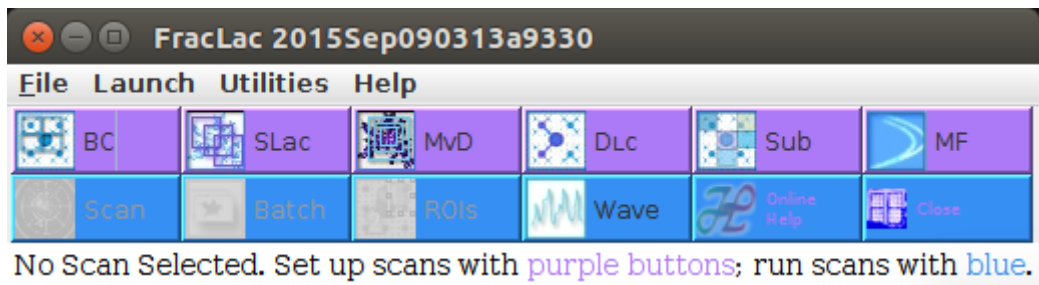 FracLac 2015Sep090313a9330
File Launch Utilities Help
BC SLac MvD DLc Sub MF
Scan Batch ROIs Wave Online Help Close
No Scan Selected. Set up scans with purple buttons; run scans with blue.